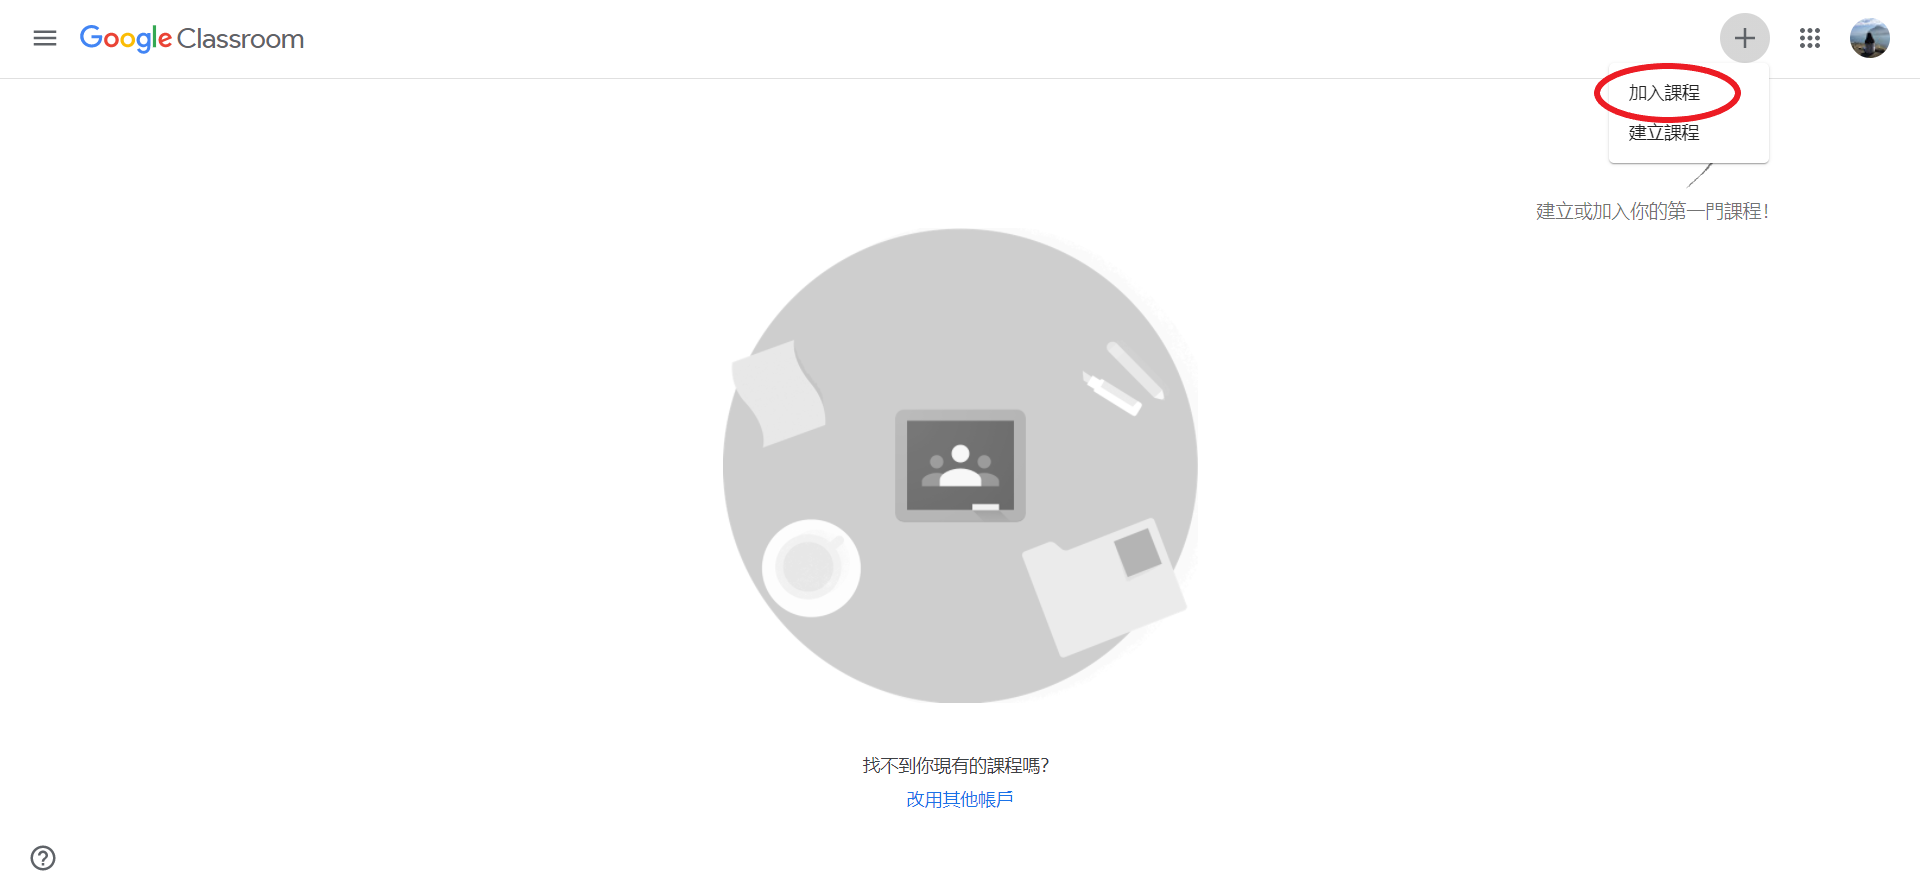 Google Classroom
加入課程
建立課程
建立或加入你的第一門課程！
找不到你現有的課程嗎？
改用其他帳戶